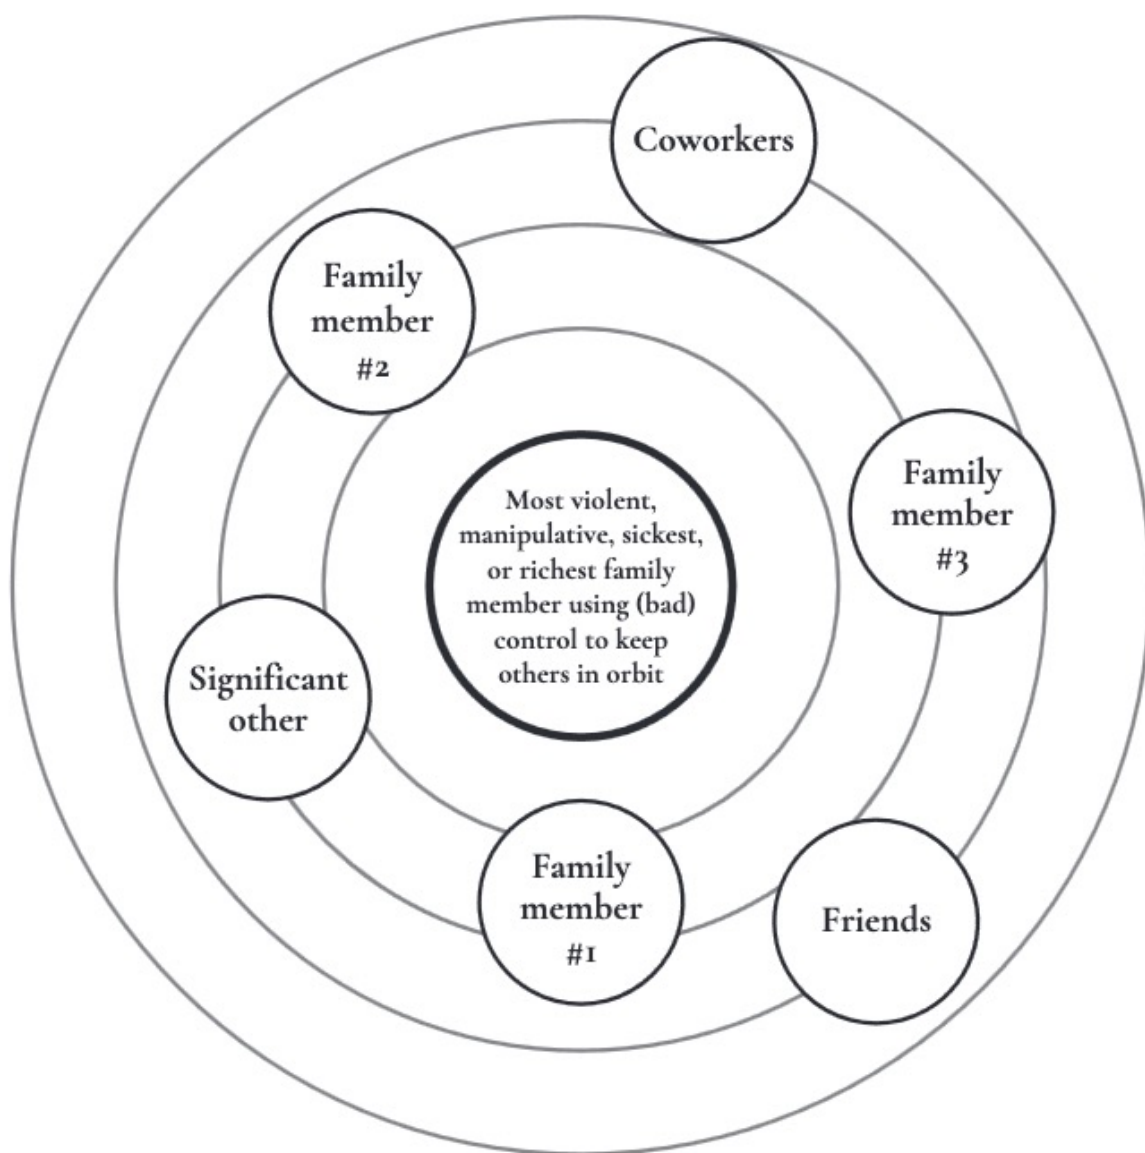 Coworkers
Family
member
#2
Family
member
#3
Most violent,
manipulative, sickest,
or richest family
member using (bad)
control to keep
others in orbit
Significant
other
Family
member
#1
Friends